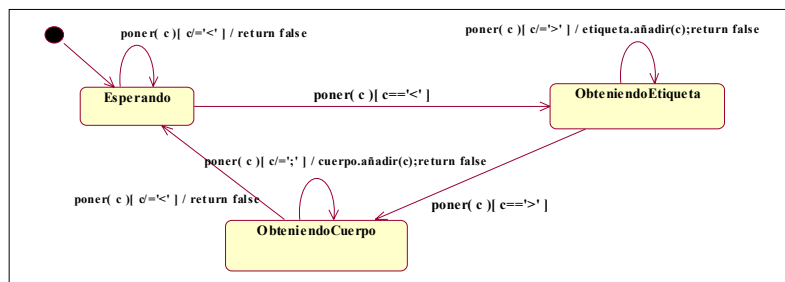 poner( c )[ c/='<' ] / return false
poner( c )[ c/='>' ] / etiqueta.añadir(c);return false
Esperando
poner( c )[ c=='<' ]
ObteniendoEtiqueta
poner( c )[ c/=';' ] / cuerpo.añadir(c);return false
poner( c )[ c/='<' ] / return false
poner( c )[ c=='>' ]
ObteniendoCuerpo